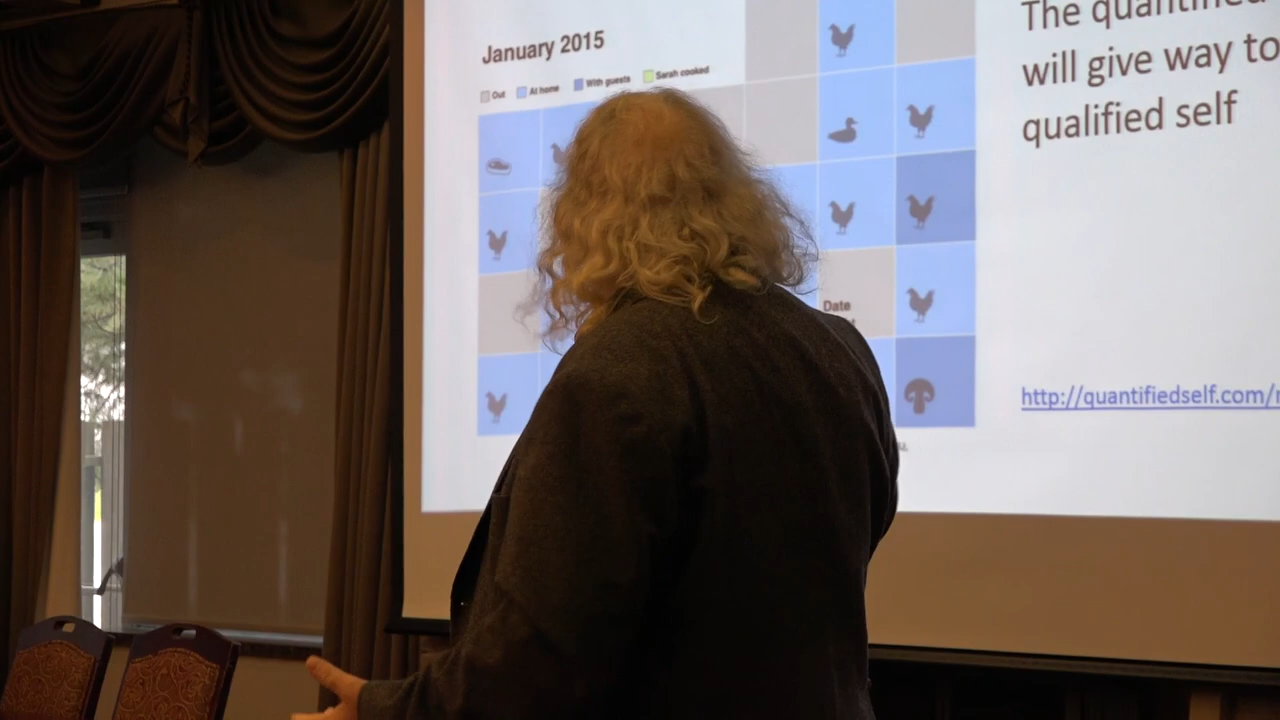 January 2015
Out At home With guests Sarah cooked
Date
The quantified
will give way to
qualified self
http://quantifiedself.com/